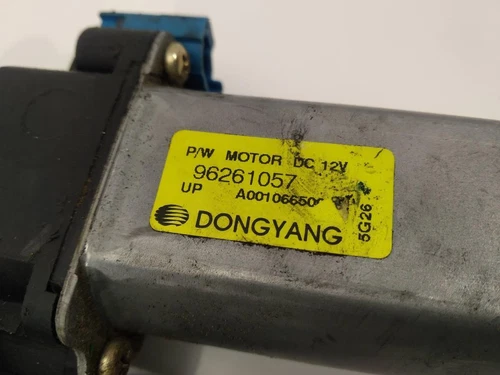 P/W MOTOR DC 12V
96261057
UP
DONGYANG
5G26